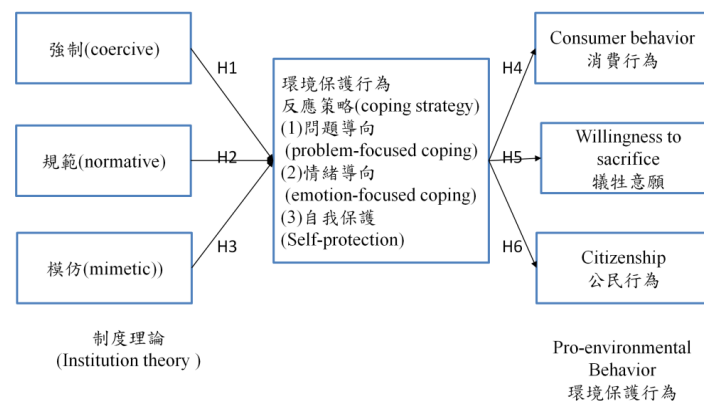 強制(coercive)
H1
規範(normative)
H2
模仿(mimetic))
H3
制度理論
(Institution theory )
環境保護行為
反應策略(coping strategy)
(1)問題導向
(problem-focused coping)
(2)情緒導向
(emotion-focused coping)
(3)自我保護
(Self-protection)
H4
H5
H6
Consumer behavior
消費行為
Willingness to
sacrifice
犧牲意願
Citizenship
公民行為
Pro-environmental
Behavior
環境保護行為